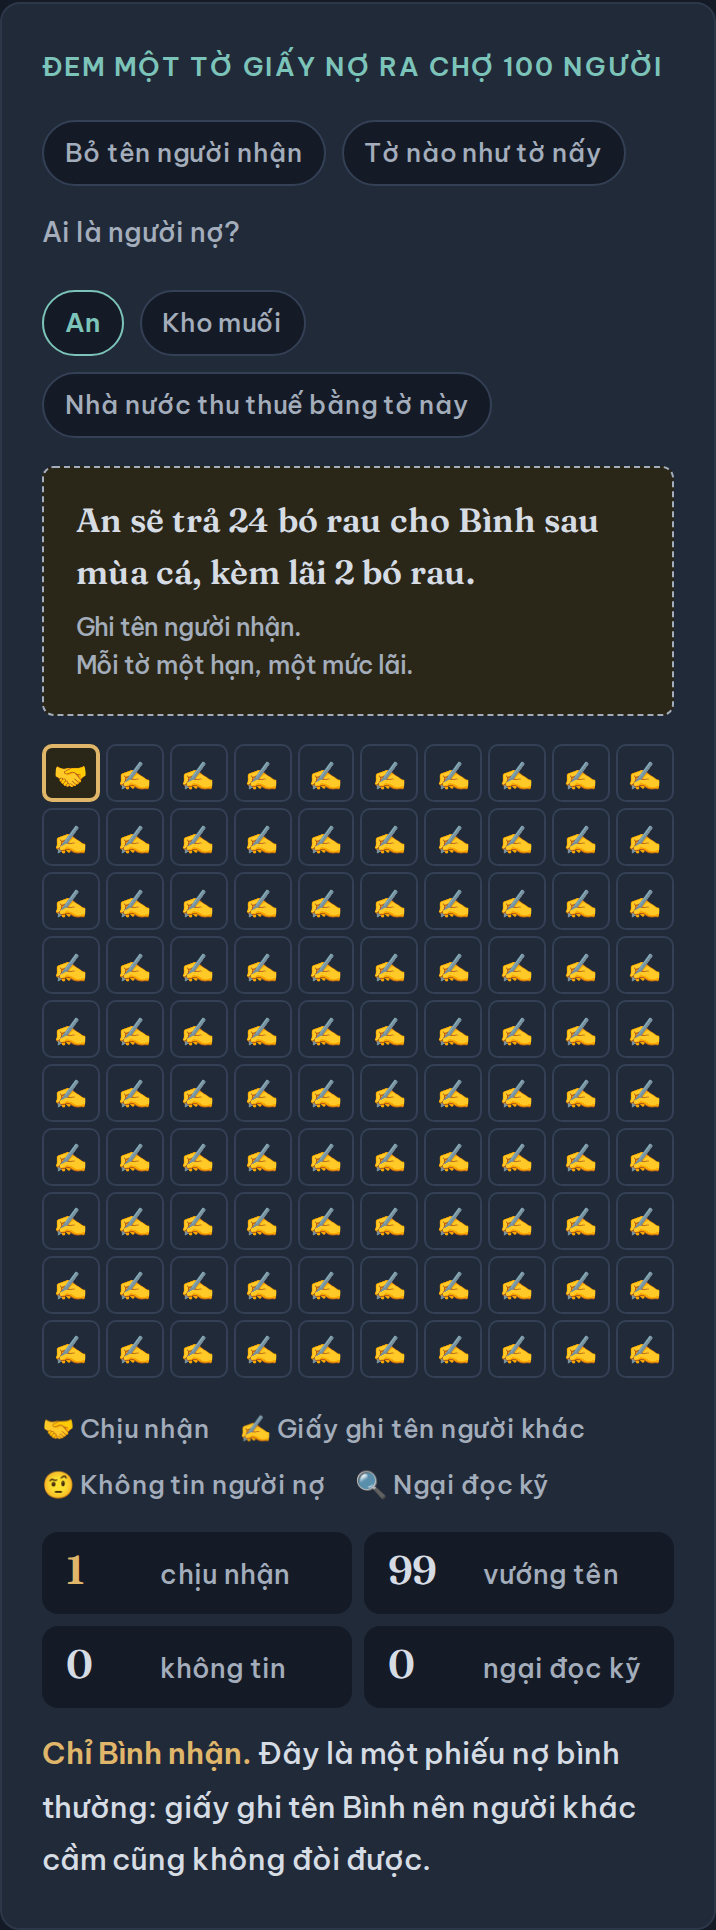 ĐEM MỘT TỜ GIẤY NỢ RA CHỢ 100 NGƯỜI
Bỏ tên người nhận
Tờ nào như tờ nấy
Ai là người nợ?
An
Kho muối
Nhà nước thu thuế bằng tờ này
An sẽ trả 24 bó rau cho Bình sau
mùa cá, kèm lãi 2 bó rau.
Ghi tên người nhận.
Mỗi tờ một hạn, một mức lãi.
🤝 Chịu nhận ✍️ Giấy ghi tên người khác
🤨 Không tin người nợ 🔍 Ngại đọc kỹ
1 chịu nhận
99 vướng tên
0 không tin
0 ngại đọc kỹ
Chỉ Bình nhận. Đây là một phiếu nợ bình
thường: giấy ghi tên Bình nên người khác
cầm cũng không đòi được.